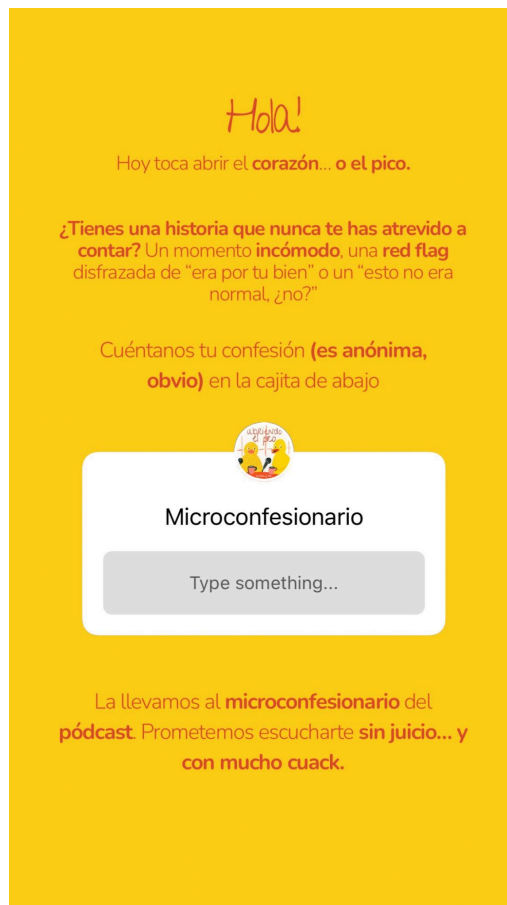 Hola!
Hoy toca abrir el corazón... o el pico.
¿Tienes una historia que nunca te has atrevido a
contar? Un momento incómodo, una red flag
disfrazada de “era por tu bien” o un “esto no era
normal, ¿no?”
Cuéntanos tu confesión (es anónima,
obvio) en la cajita de abajo
abriendo
el pico
Microconfesionario
Type something...
La llevamos al microconfesionario del
pódcast. Prometemos escucharte sin juicio... y
con mucho cuack.